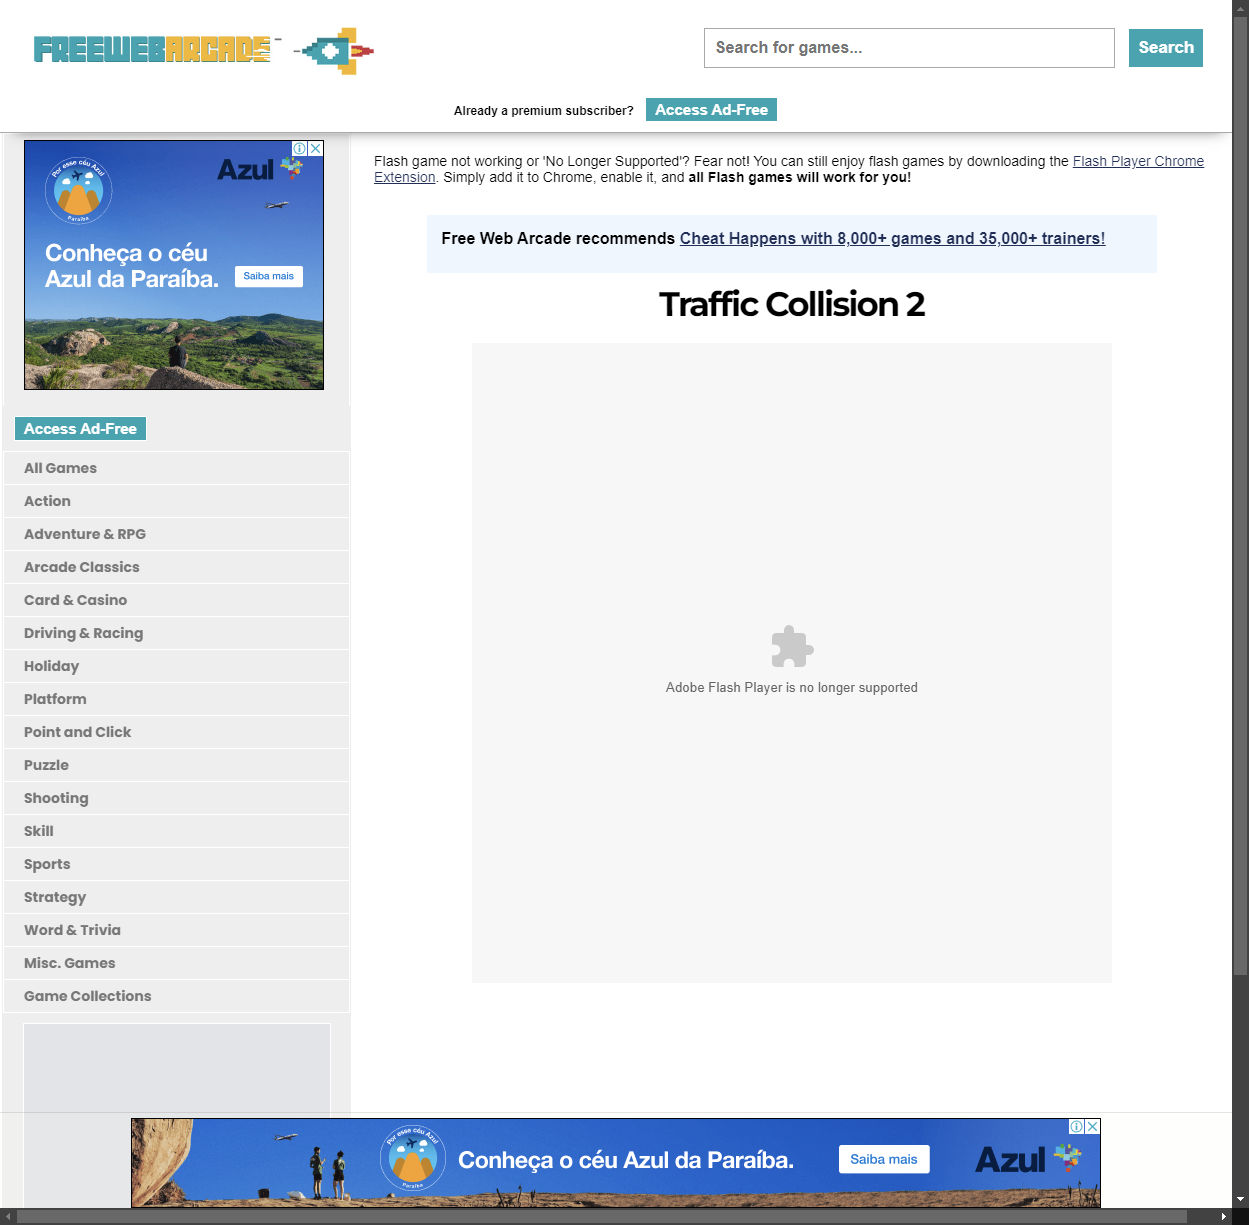 FREEWEBARCADE
Search for games...
Search
Already a premium subscriber?
Access Ad-Free
Por esse céu Azul
Paraíba
Azul
Conheça o céu
Azul da Paraíba.
Saiba mais
Flash game not working or 'No Longer Supported'? Fear not! You can still enjoy flash games by downloading the Flash Player Chrome
Extension. Simply add it to Chrome, enable it, and all Flash games will work for you!
Free Web Arcade recommends Cheat Happens with 8,000+ games and 35,000+ trainers!
Traffic Collision 2
Adobe Flash Player is no longer supported
Access Ad-Free
All Games
Action
Adventure & RPG
Arcade Classics
Card & Casino
Driving & Racing
Holiday
Platform
Point and Click
Puzzle
Shooting
Skill
Sports
Strategy
Word & Trivia
Misc. Games
Game Collections
Por esse céu Azul
Paraíba
Conheça o céu Azul da Paraíba.
Saiba mais
Azul